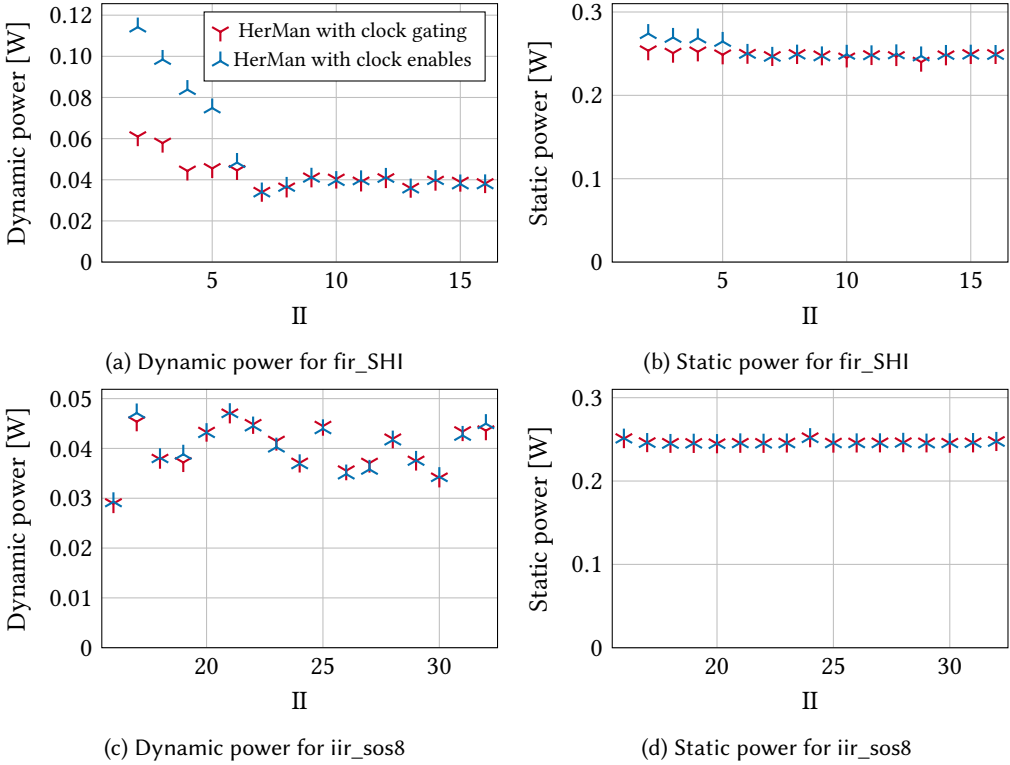 0.12
0.10
0.08
0.06
0.04
0.02
0
Dynamic power [W]
HerMan with clock gating
HerMan with clock enables
5
10
15
II
(a) Dynamic power for fir_SHI
0.3
0.2
0.1
0
Static power [W]
5
10
15
II
(b) Static power for fir_SHI
0.05
0.04
0.03
0.02
0.01
0
Dynamic power [W]
20
25
30
II
(c) Dynamic power for iir_sos8
0.3
0.2
0.1
0
Static power [W]
20
25
30
II
(d) Static power for iir_sos8